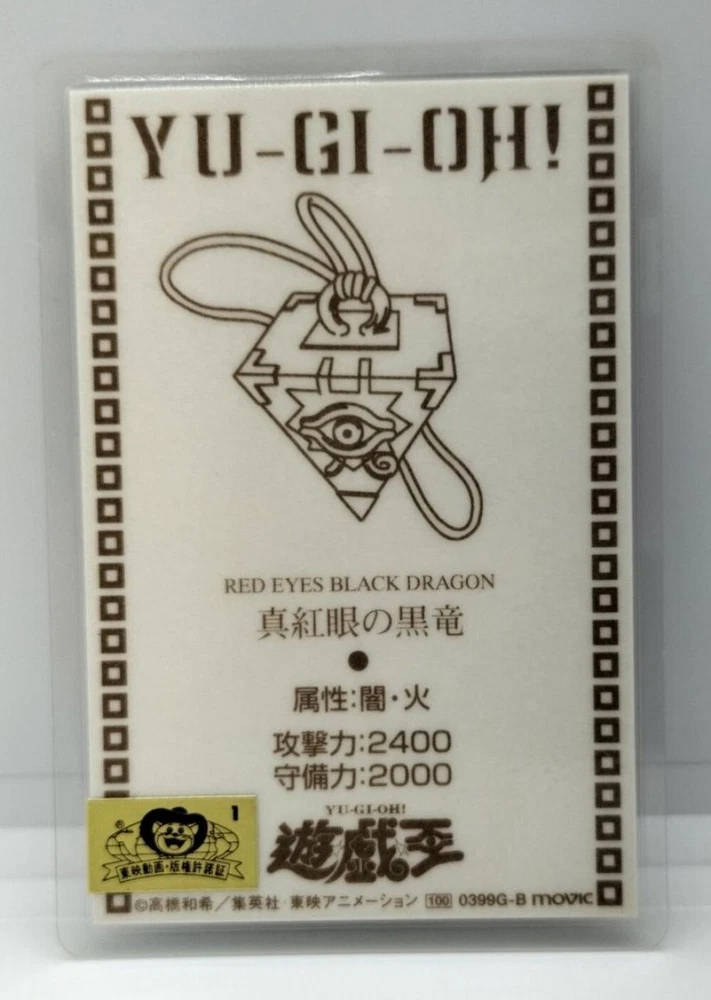 YU-GI-OH!
RED EYES BLACK DRAGON
真紅眼の黒竜
●
属性:闇・火
攻撃力:2400
守備力:2000
YU-GI-OH!
遊戯王
1
®
東映動画・版権許諾証
©高橋和希／集英社・東映アニメーション 100 0399G-B movic